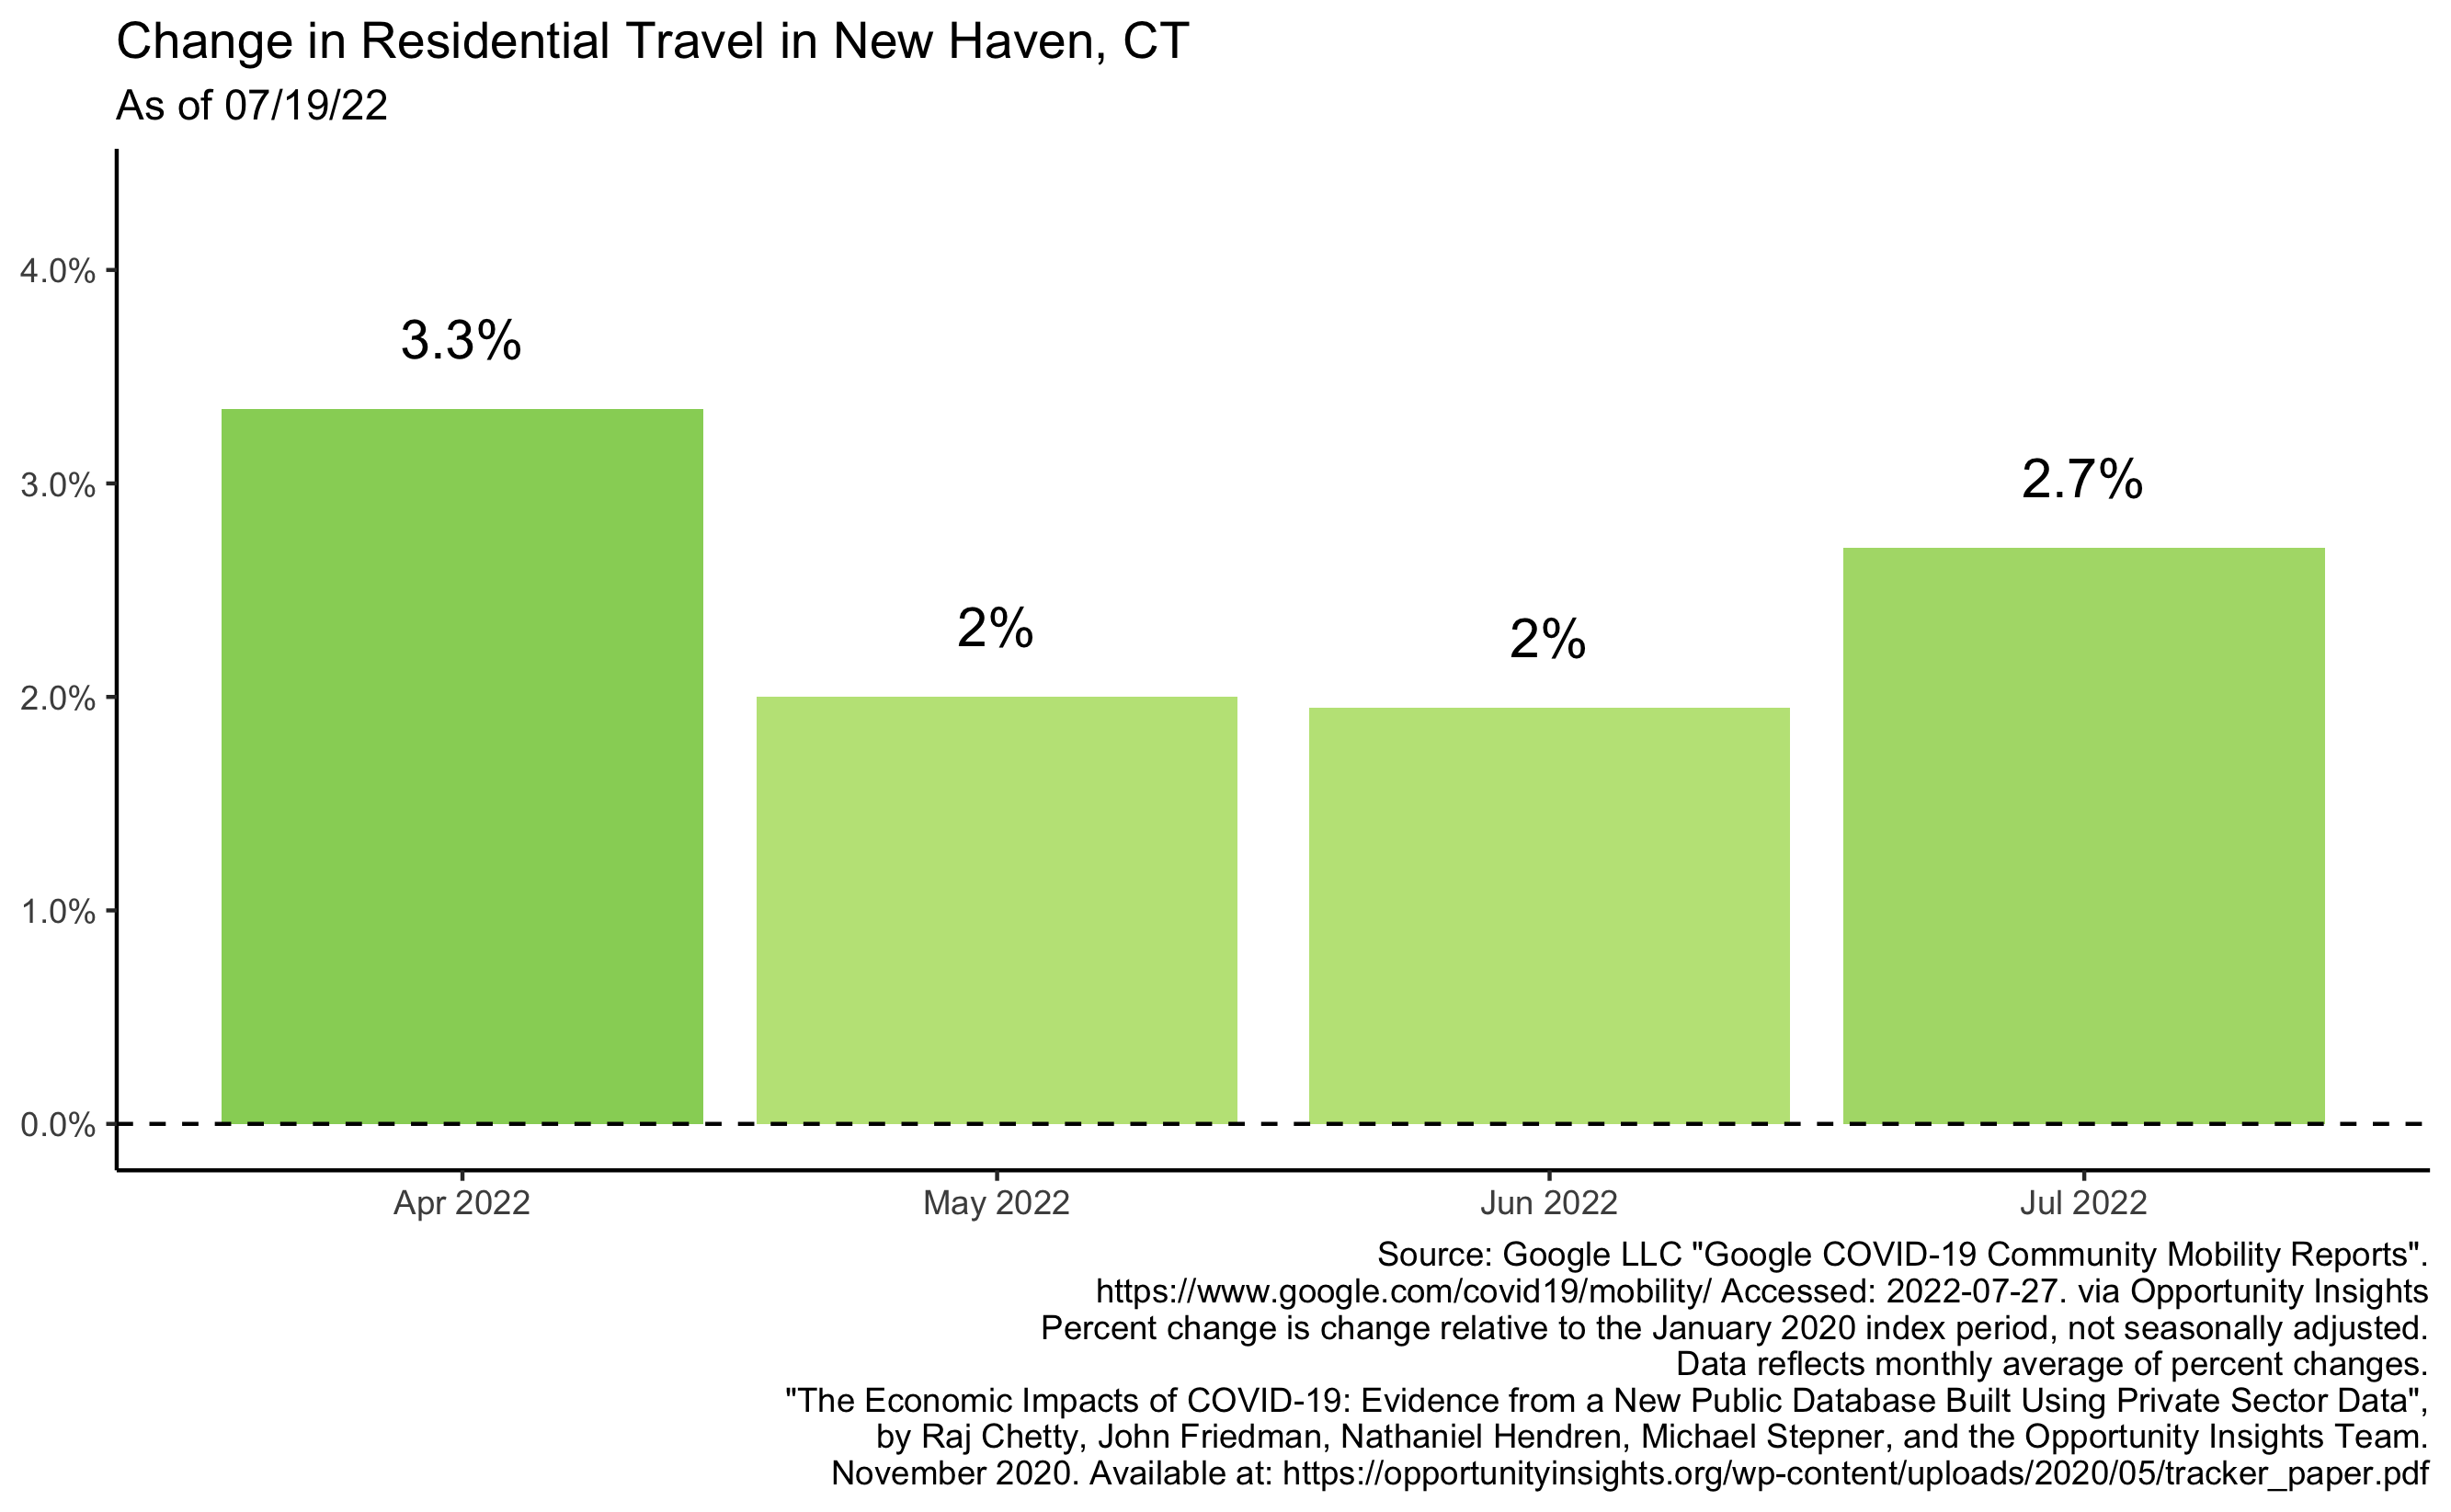 Change in Residential Travel in New Haven, CT
As of 07/19/22
4.0%
3.0%
2.0%
1.0%
0.0%
3.3%
2%
2%
2.7%
Apr 2022
May 2022
Jun 2022
Jul 2022
Source: Google LLC "Google COVID-19 Community Mobility Reports".
https://www.google.com/covid19/mobility/ Accessed: 2022-07-27. via Opportunity Insights
Percent change is change relative to the January 2020 index period, not seasonally adjusted.
Data reflects monthly average of percent changes.
"The Economic Impacts of COVID-19: Evidence from a New Public Database Built Using Private Sector Data",
by Raj Chetty, John Friedman, Nathaniel Hendren, Michael Stepner, and the Opportunity Insights Team.
November 2020. Available at: https://opportunityinsights.org/wp-content/uploads/2020/05/tracker_paper.pdf